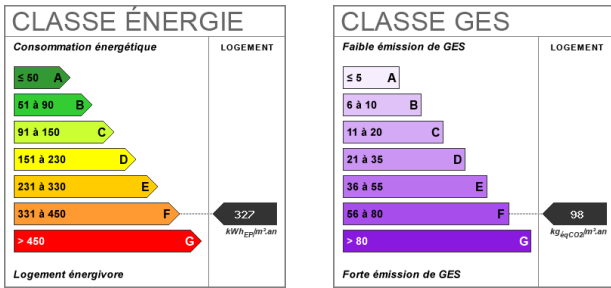 CLASSE ÉNERGIE
Consommation énergétique
LOGEMENT
≤ 50 A
51 à 90 B
91 à 150 C
151 à 230 D
231 à 330 E
331 à 450 F
327
kWhEP/m².an
> 450 G
Logement énergivore
CLASSE GES
Faible émission de GES
LOGEMENT
≤ 5 A
6 à 10 B
11 à 20 C
21 à 35 D
36 à 55 E
56 à 80 F
98
kgéqCO2/m².an
> 80 G
Forte émission de GES